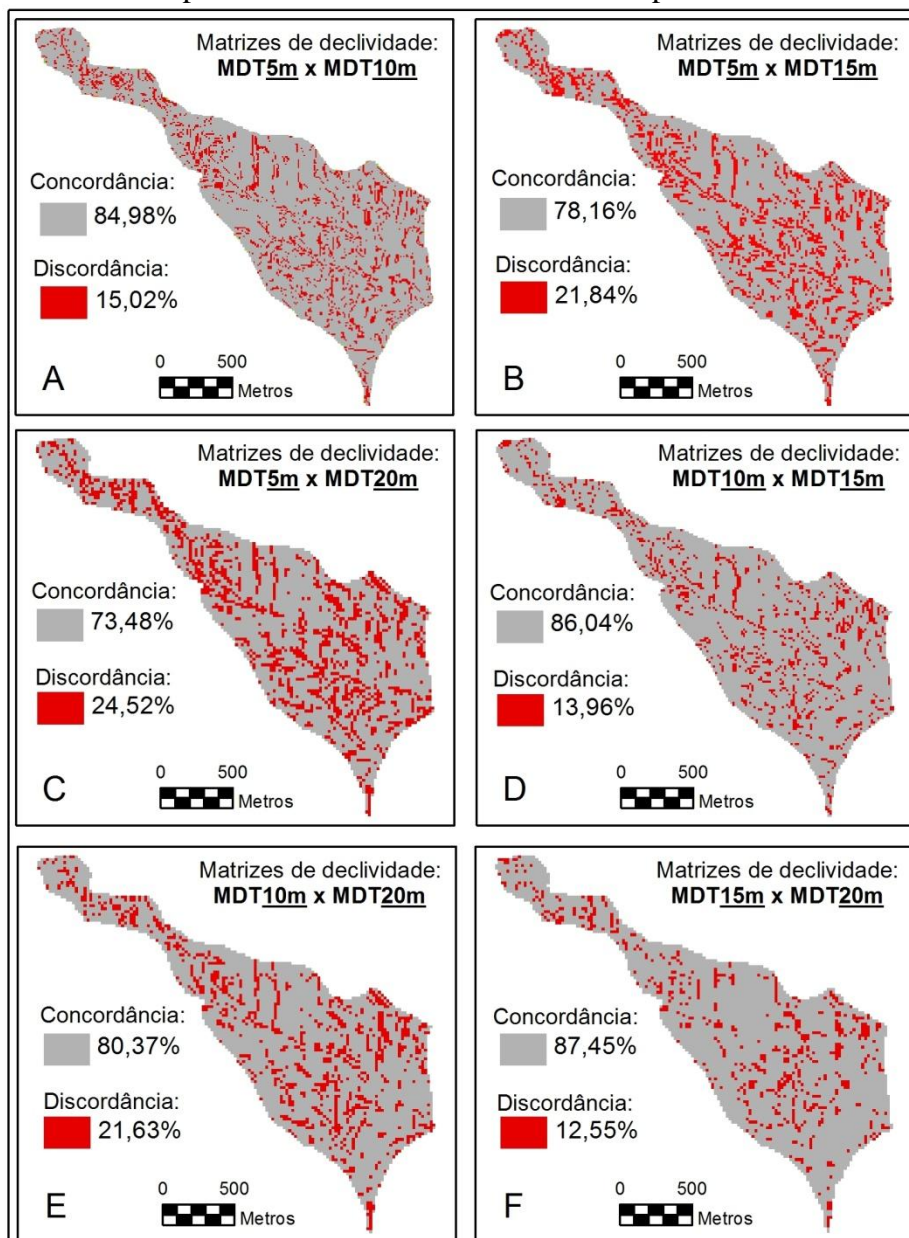 Matrizes de declividade:
MDT5m x MDT10m
Concordância:
84,98%
Discordância:
15,02%
0 500
Metros
A
Matrizes de declividade:
MDT5m x MDT15m
Concordância:
78,16%
Discordância:
21,84%
0 500
Metros
B
Matrizes de declividade:
MDT5m x MDT20m
Concordância:
73,48%
Discordância:
24,52%
0 500
Metros
C
Matrizes de declividade:
MDT10m x MDT15m
Concordância:
86,04%
Discordância:
13,96%
0 500
Metros
D
Matrizes de declividade:
MDT10m x MDT20m
Concordância:
80,37%
Discordância:
21,63%
0 500
Metros
E
Matrizes de declividade:
MDT15m x MDT20m
Concordância:
87,45%
Discordância:
12,55%
0 500
Metros
F